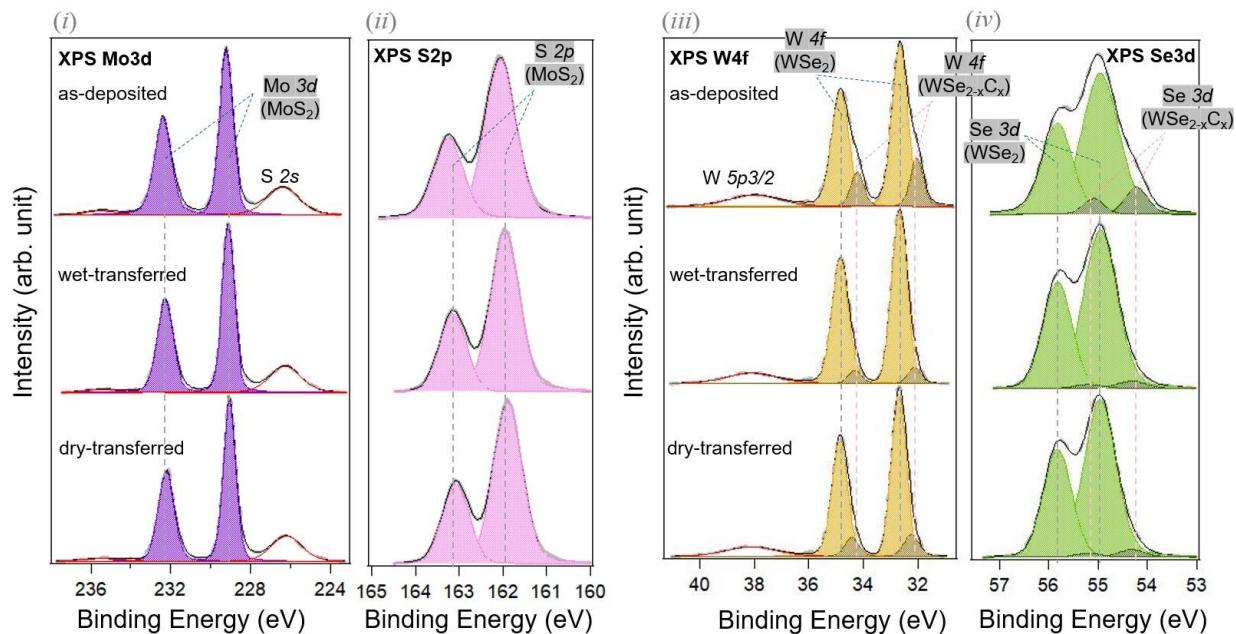 (i)
XPS Mo3d
as-deposited
Mo 3d
(MoS₂)
S 2s
wet-transferred
dry-transferred
Intensity (arb. unit)
236 232 228 224
Binding Energy (eV)
(ii)
XPS S2p
S 2p
(MoS₂)
Intensity (arb. unit)
165 163 162 161 160
Binding Energy (eV)
(iii)
XPS W4f
as-deposited
W 4f
(WSe₂)
W 4f
(WSe₂₋ₓCₓ)
W 5p3/2
wet-transferred
dry-transferred
Intensity (arb. unit)
40 38 36 34 32
Binding Energy (eV)
(iv)
XPS Se3d
Se 3d
(WSe₂₋ₓCₓ)
Se 3d
(WSe₂)
57 56 55 54 53
Binding Energy (eV)